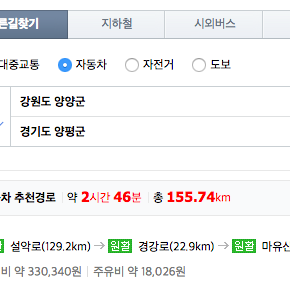 른길찾기 지하철 시외버스
대중교통 자동차 자전거 도보
강원도 양양군
경기도 양평군
차 추천경로 약 2시간 46분 총 155.74km
설악로(129.2km) → 원활 경강로(22.9km) → 원활 마유산
비 약 330,340원 주유비 약 18,026원